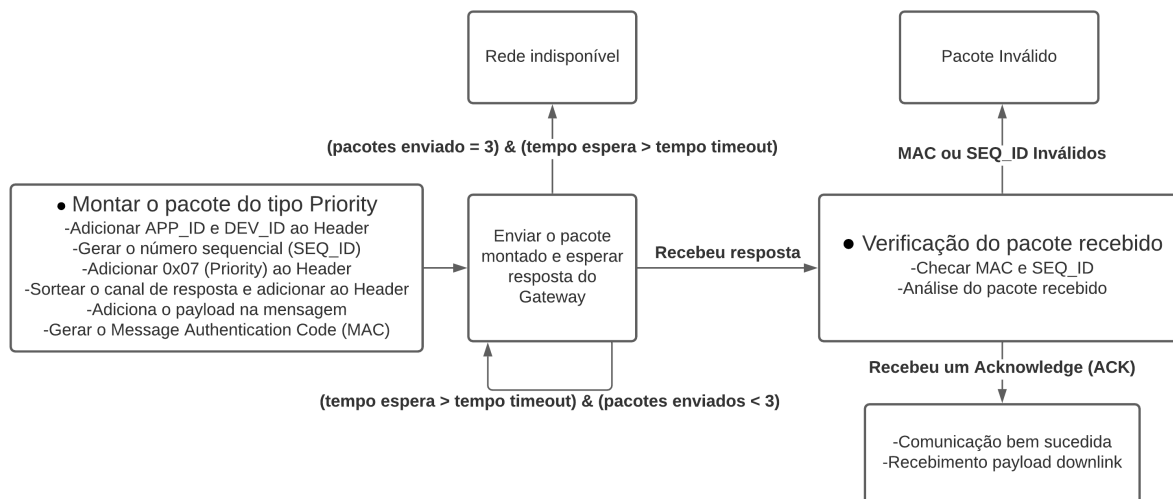 Rede indisponível
Pacote Inválido
(pacotes enviado = 3) & (tempo espera > tempo timeout)
MAC ou SEQ_ID Inválidos
● Montar o pacote do tipo Priority
-Adicionar APP_ID e DEV_ID ao Header
-Gerar o número sequencial (SEQ_ID)
-Adicionar 0x07 (Priority) ao Header
-Sortear o canal de resposta e adicionar ao Header
-Adiciona o payload na mensagem
-Gerar o Message Authentication Code (MAC)
Enviar o pacote
montado e esperar
resposta do
Gateway
Recebeu resposta
● Verificação do pacote recebido
-Checar MAC e SEQ_ID
-Análise do pacote recebido
Recebeu um Acknowledge (ACK)
(tempo espera > tempo timeout) & (pacotes enviados < 3)
-Comunicação bem sucedida
-Recebimento payload downlink